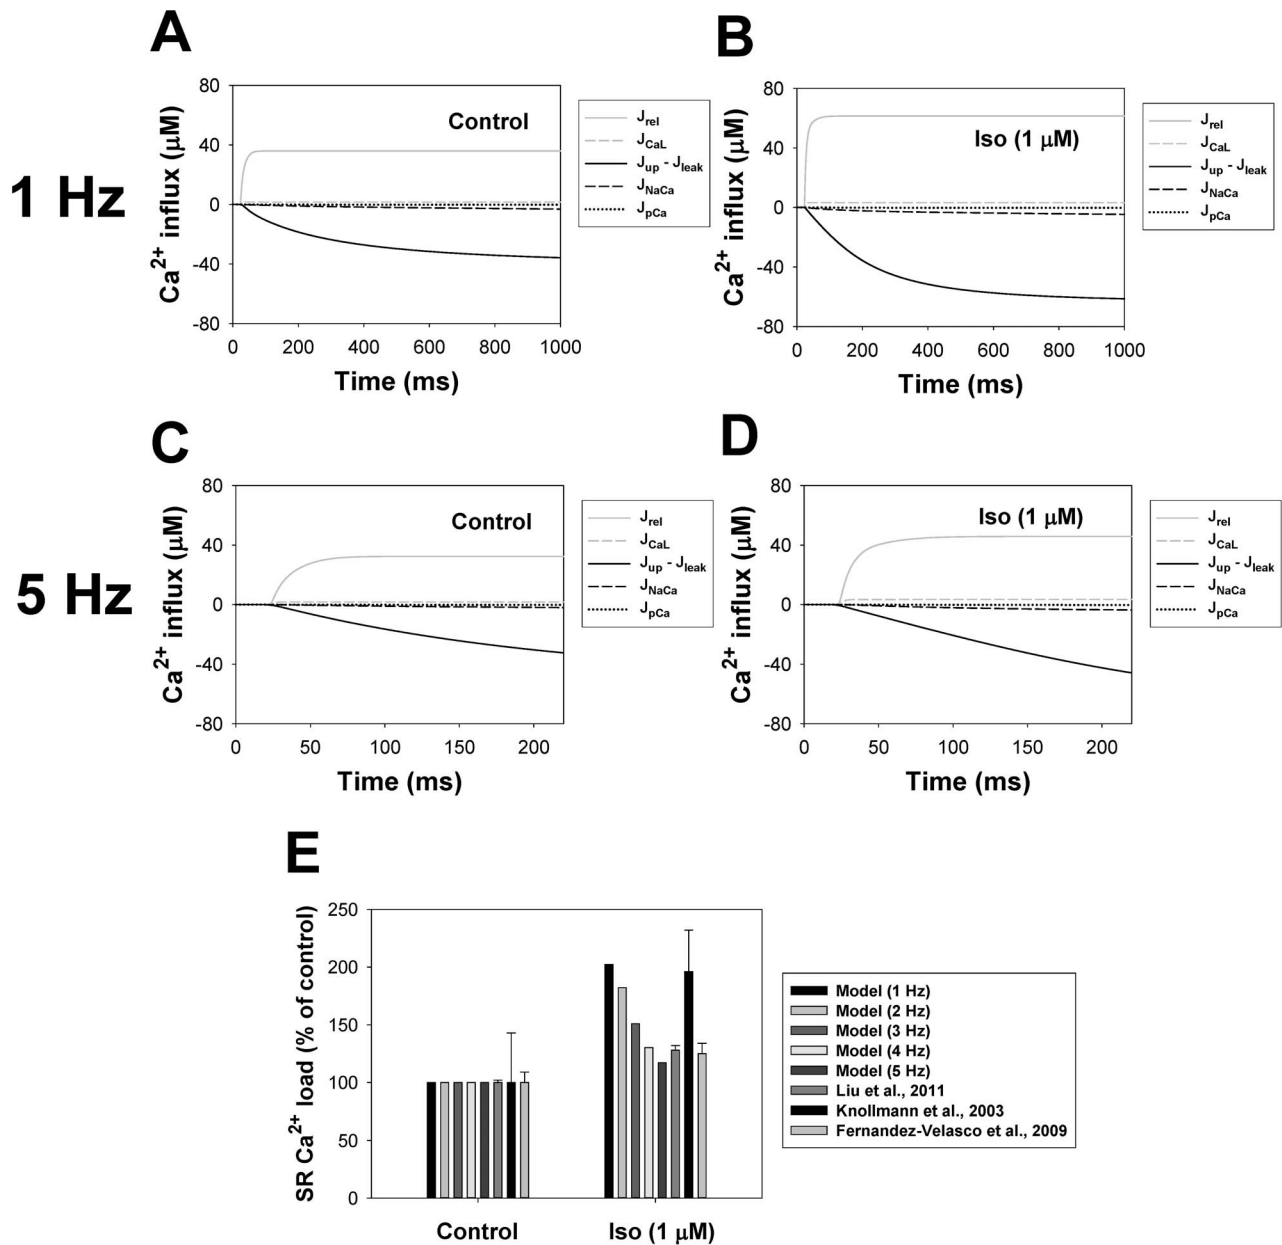 A
B
1 Hz
80
40
0
-40
-80
Ca2+ influx (μM)
Control
0 200 400 600 800 1000
Time (ms)
Jrel
JCaL
Jup - Jleak
JNaCa
JpCa
80
40
0
-40
-80
Ca2+ influx (μM)
Iso (1 μM)
0 200 400 600 800 1000
Time (ms)
Jrel
JCaL
Jup - Jleak
JNaCa
JpCa
C
D
5 Hz
80
40
0
-40
-80
Ca2+ influx (μM)
Control
0 50 100 150 200
Time (ms)
Jrel
JCaL
Jup - Jleak
JNaCa
JpCa
80
40
0
-40
-80
Ca2+ influx (μM)
Iso (1 μM)
0 50 100 150 200
Time (ms)
Jrel
JCaL
Jup - Jleak
JNaCa
JpCa
E
250
200
150
100
50
0
SR Ca2+ load (% of control)
Control Iso (1 μM)
Model (1 Hz)
Model (2 Hz)
Model (3 Hz)
Model (4 Hz)
Model (5 Hz)
Liu et al., 2011
Knollmann et al., 2003
Fernandez-Velasco et al., 2009